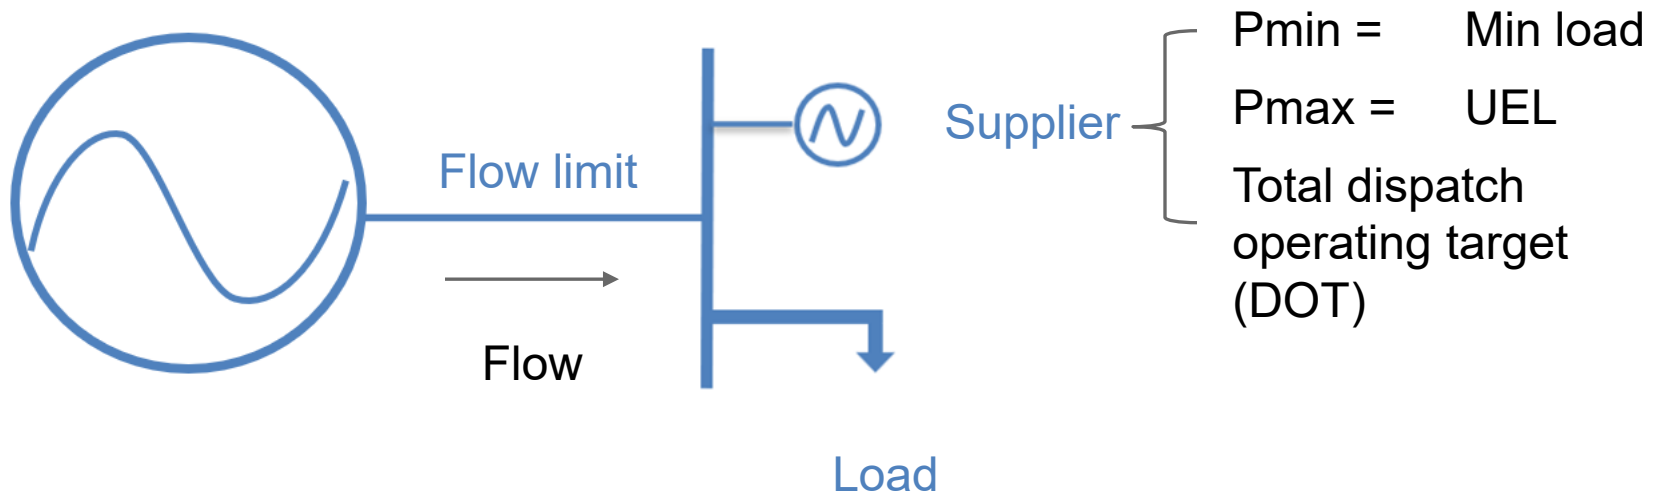 Pmin = Min load
Pmax = UEL
Supplier
Total dispatch
operating target
(DOT)
Flow limit
Flow
Load